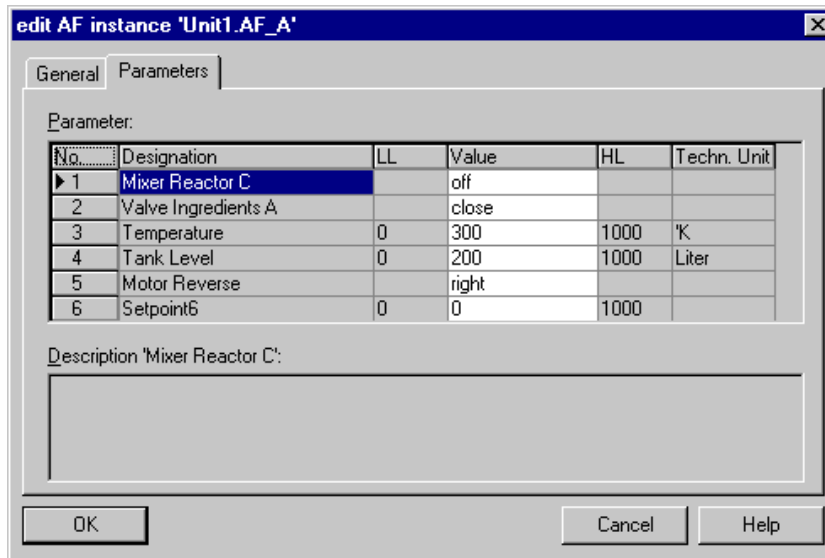 edit AF instance 'Unit1.AF_A'
General Parameters
Parameter:
No. Designation LL Value HL Techn. Unit
1 Mixer Reactor C off
2 Valve Ingredients A close
3 Temperature 0 300 1000 'K
4 Tank Level 0 200 1000 Liter
5 Motor Reverse right
6 Setpoint6 0 0 1000
Description 'Mixer Reactor C':
OK Cancel Help